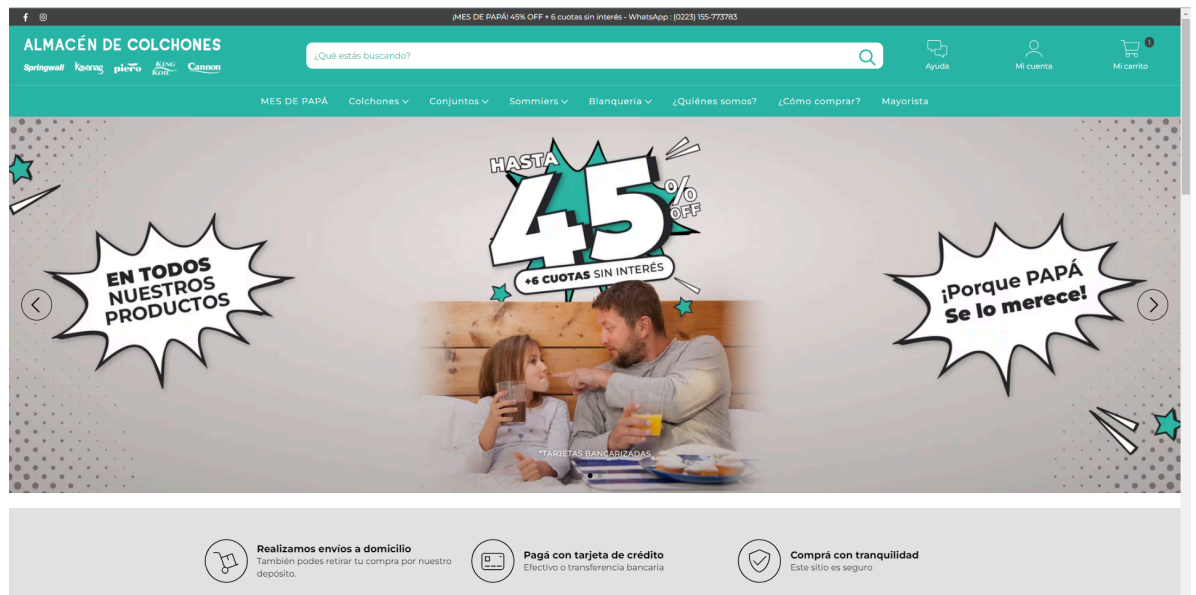 ¡MES DE PAPÁ! 45% OFF + 6 cuotas sin interés - WhatsApp : (0223) 155-773783
ALMACÉN DE COLCHONES
Springwall Kavanag piero KING KOIL Cannon
¿Qué estás buscando?
Ayuda
Mi cuenta
1
Mi carrito
MES DE PAPÁ Colchones Conjuntos Sommiers Blanqueria ¿Quiénes somos? ¿Cómo comprar? Mayorista
HASTA
45% OFF
+6 CUOTAS SIN INTERÉS
EN TODOS
NUESTROS
PRODUCTOS
¡Porque PAPÁ
Se lo merece!
*TARJETAS BANCARIZADAS
Realizamos envíos a domicilio
También podes retirar tu compra por nuestro
depósito.
Pagá con tarjeta de crédito
Efectivo o transferencia bancaria
Comprá con tranquilidad
Este sitio es seguro